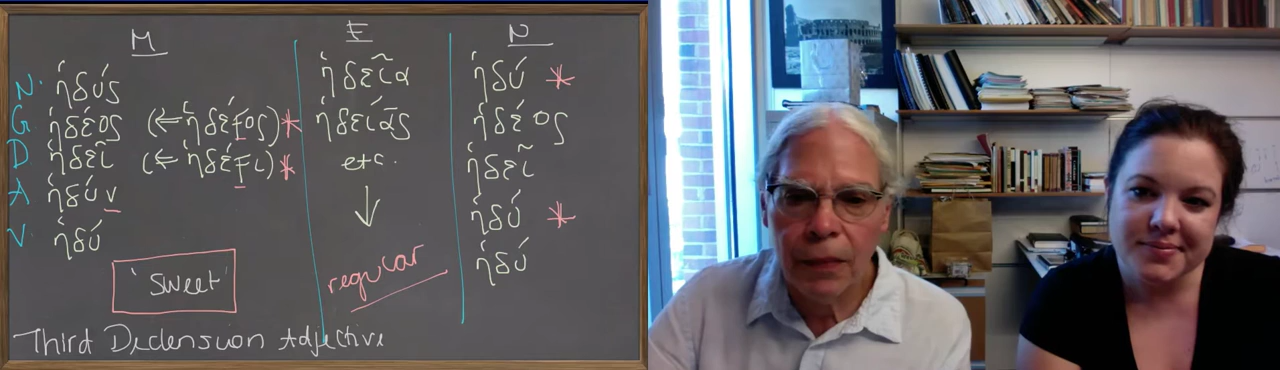 M F N
N. ἡδύς ἡδεῖα ἡδύ *
G ἡδέος (⇐ ἡδέϝος)* ἡδείᾱς ἡδέος
D ἡδεῖ (⇐ ἡδέϝι)* etc. ἡδεῖ
A ἡδύν ↓ ἡδύ *
V. ἡδύ ἡδύ
'sweet' regular
Third Declension Adjective